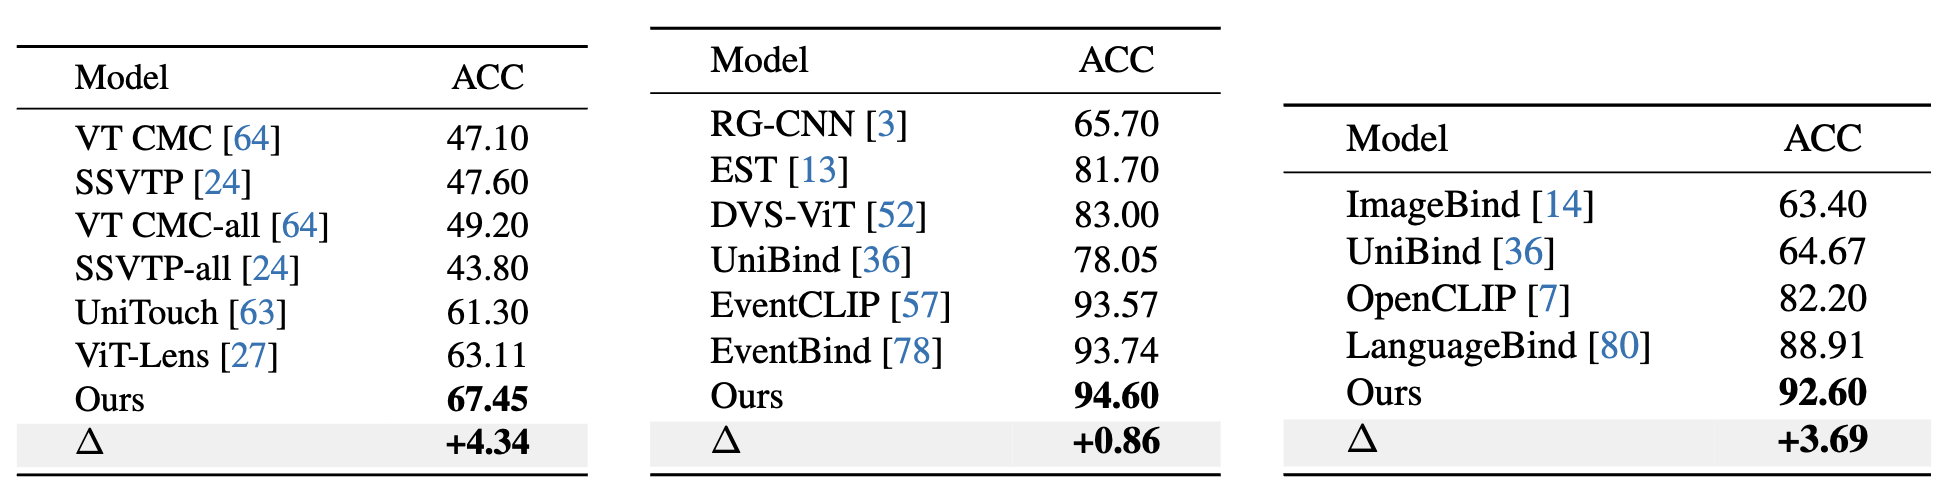 Model ACC
VT CMC [64] 47.10
SSVTP [24] 47.60
VT CMC-all [64] 49.20
SSVTP-all [24] 43.80
UniTouch [63] 61.30
ViT-Lens [27] 63.11
Ours 67.45
Δ +4.34
Model ACC
RG-CNN [3] 65.70
EST [13] 81.70
DVS-ViT [52] 83.00
UniBind [36] 78.05
EventCLIP [57] 93.57
EventBind [78] 93.74
Ours 94.60
Δ +0.86
Model ACC
ImageBind [14] 63.40
UniBind [36] 64.67
OpenCLIP [7] 82.20
LanguageBind [80] 88.91
Ours 92.60
Δ +3.69